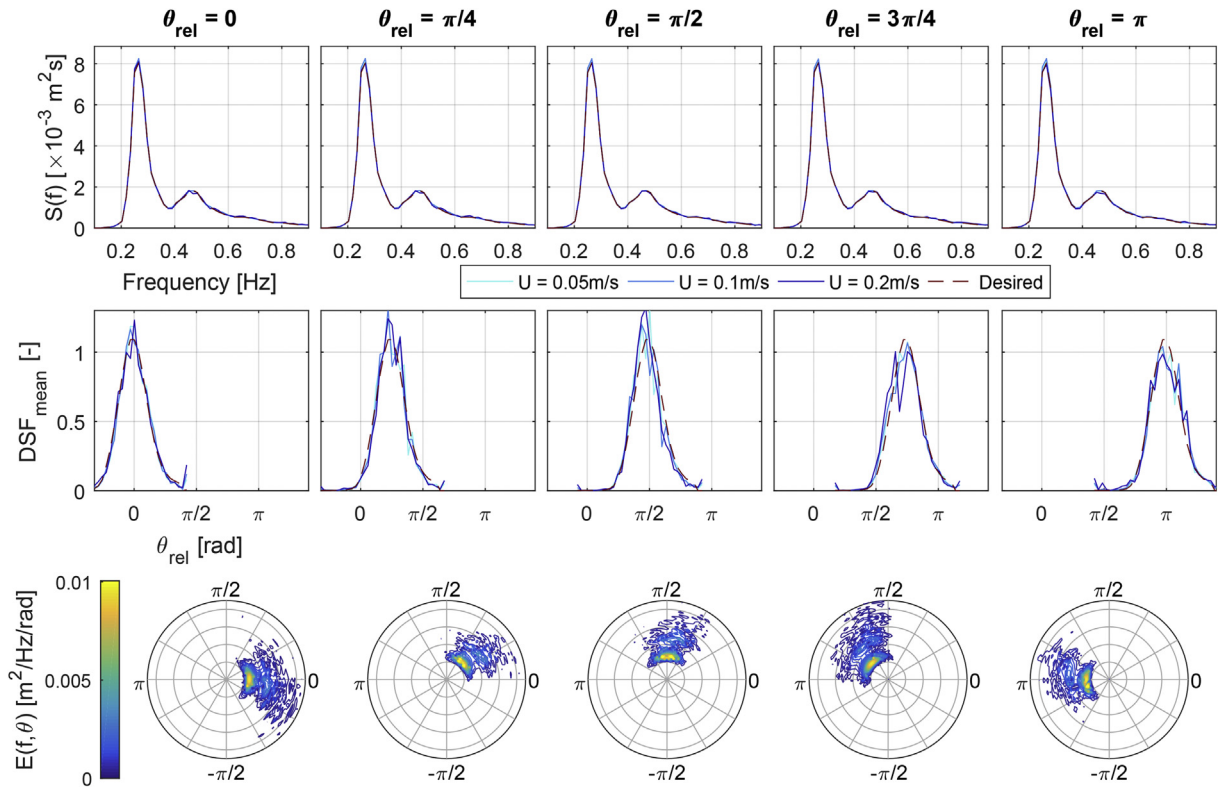 θrel = 0
θrel = π/4
θrel = π/2
θrel = 3π/4
θrel = π
S(f) [×10⁻³ m²s]
8
6
4
2
0
0.2 0.4 0.6 0.8
0.2 0.4 0.6 0.8
0.2 0.4 0.6 0.8
0.2 0.4 0.6 0.8
0.2 0.4 0.6 0.8
Frequency [Hz]
U = 0.05m/s U = 0.1m/s U = 0.2m/s Desired
DSFmean [-]
1
0.5
0
0 π/2 π
0 π/2 π
0 π/2 π
0 π/2 π
0 π/2 π
θrel [rad]
E(f,θ) [m²/Hz/rad]
0.01
0.005
0
π/2
π
0
-π/2
π/2
π
0
-π/2
π/2
π
0
-π/2
π/2
π
0
-π/2
π/2
π
0
-π/2